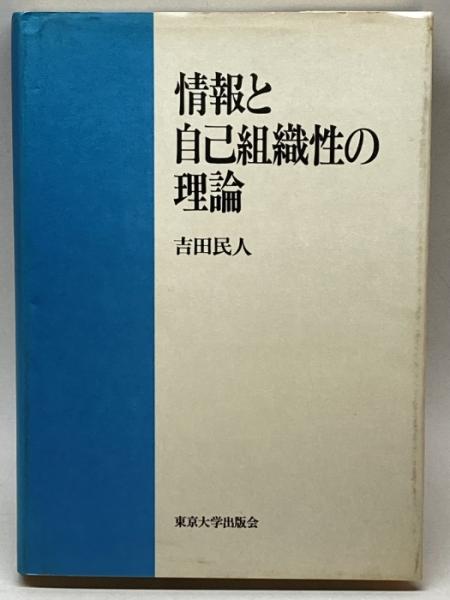 情報と
自己組織性の
理論
吉田民人
東京大学出版会